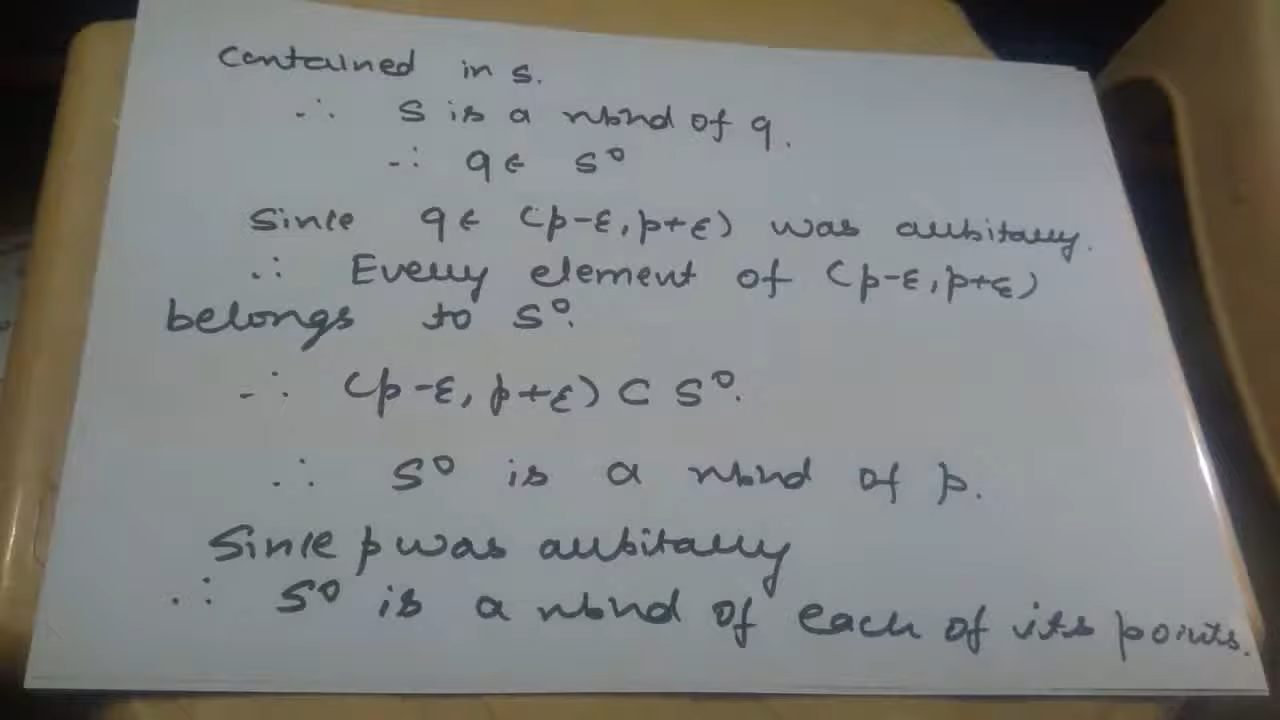 Contained in S.
∴ S is a nbhd of q.
∴ q ∈ S°
Since q ∈ (p-ε, p+ε) was arbitrary.
∴ Every element of (p-ε, p+ε)
belongs to S°.
∴ (p-ε, p+ε) ⊂ S°.
∴ S° is a nbhd of p.
Since p was arbitrary
∴ S° is a nbhd of each of its points.